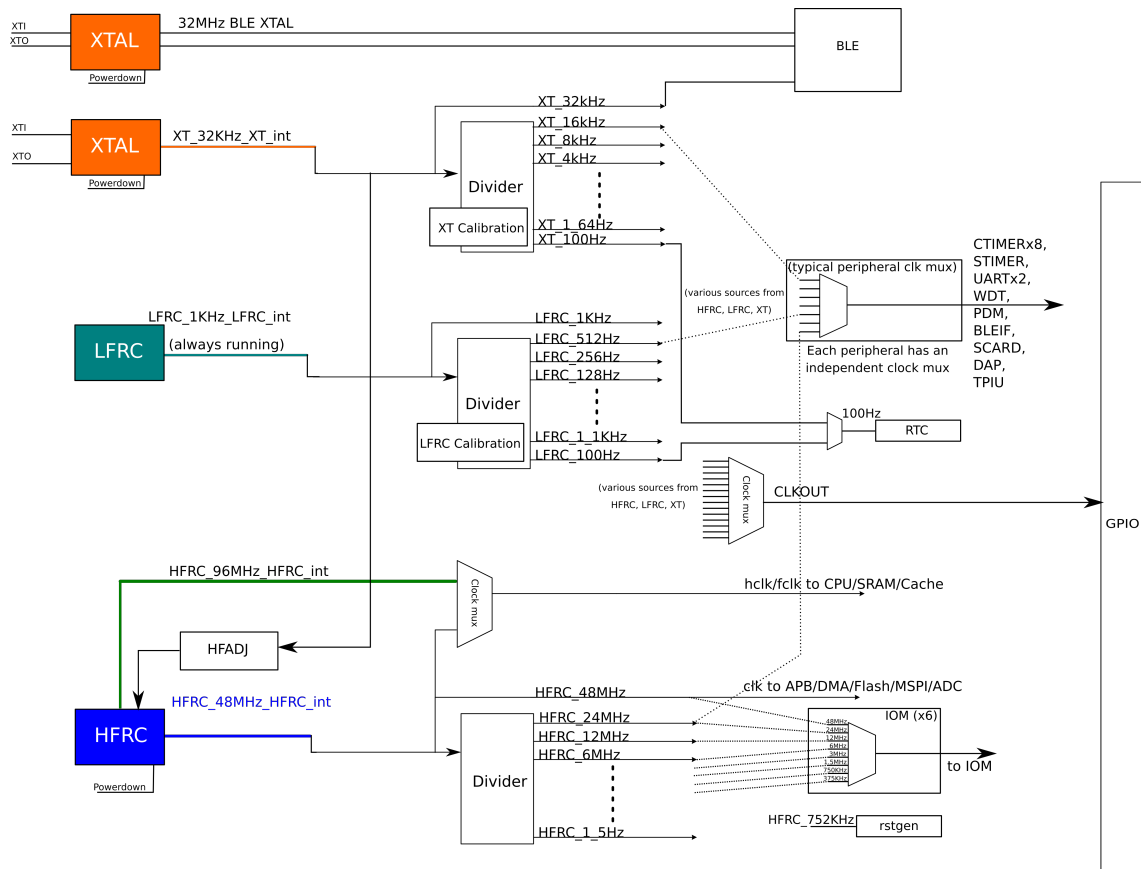 XTI
XTO
XTAL
32MHz BLE XTAL
Powerdown
BLE
XTI
XTO
XTAL
XT_32KHz_XT_int
Powerdown
XT_32kHz
XT_16kHz
XT_8kHz
XT_4kHz
Divider
XT Calibration
XT_1_64Hz
XT_100Hz
(typical peripheral clk mux)
(various sources from
HFRC, LFRC, XT)
CTIMERx8,
STIMER,
UARTx2,
WDT,
PDM,
BLEIF,
SCARD,
DAP,
TPIU
Each peripheral has an
independent clock mux
LFRC_1KHz_LFRC_int
(always running)
LFRC
LFRC_1KHz
LFRC_512Hz
LFRC_256Hz
LFRC_128Hz
Divider
LFRC Calibration
LFRC_1_1KHz
LFRC_100Hz
100Hz
RTC
(various sources from
HFRC, LFRC, XT)
Clock mux
CLKOUT
GPIO
HFRC_96MHz_HFRC_int
Clock mux
hclk/fclk to CPU/SRAM/Cache
HFADJ
HFRC_48MHz_HFRC_int
HFRC
Powerdown
HFRC_48MHz
HFRC_24MHz
HFRC_12MHz
HFRC_6MHz
Divider
HFRC_1_5Hz
clk to APB/DMA/Flash/MSPI/ADC
IOM (x6)
48MHz
24MHz
12MHz
6MHz
3MHz
1.5MHz
750KHz
375KHz
to IOM
HFRC_752KHz
rstgen